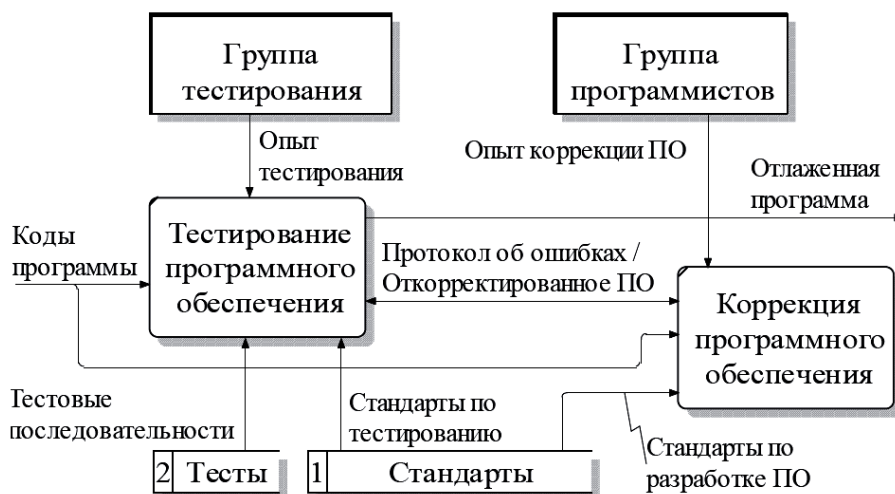 Группа
тестирования
Группа
программистов
Опыт
тестирования
Опыт коррекции ПО
Отлаженная
программа
Коды
программы
Тестирование
программного
обеспечения
Протокол об ошибках /
Откорректированное ПО
Коррекция
программного
обеспечения
Тестовые
последовательности
Стандарты по
тестированию
Стандарты по
разработке ПО
2 Тесты
1 Стандарты